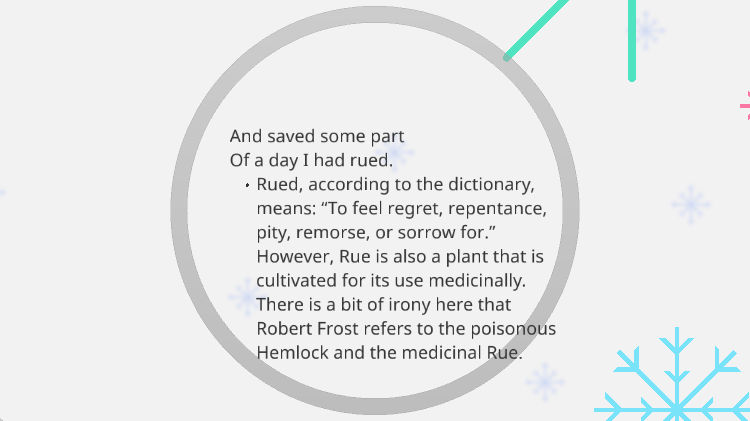 And saved some part
Of a day I had rued.
• Rued, according to the dictionary,
means: “To feel regret, repentance,
pity, remorse, or sorrow for.”
However, Rue is also a plant that is
cultivated for its use medicinally.
There is a bit of irony here that
Robert Frost refers to the poisonous
Hemlock and the medicinal Rue.